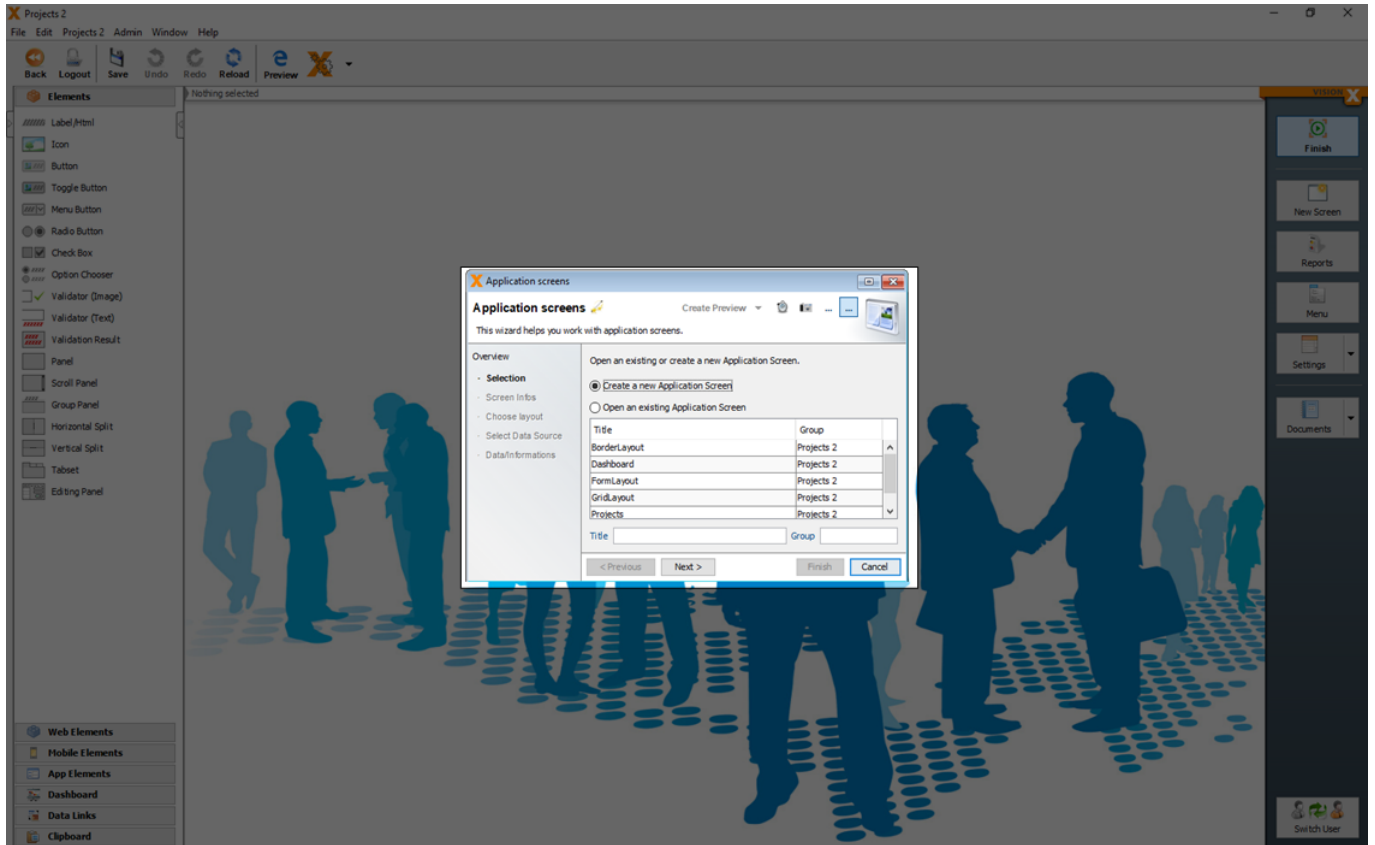 Projects 2
File Edit Projects 2 Admin Window Help
Back Logout Save Undo Redo Reload Preview
Elements
Nothing selected
Label/Html
Icon
Button
Toggle Button
Menu Button
Radio Button
Check Box
Option Chooser
Validator (Image)
Validator (Text)
Validation Result
Panel
Scroll Panel
Group Panel
Horizontal Split
Vertical Split
Tabset
Editing Panel
Web Elements
Mobile Elements
App Elements
Dashboard
Data Links
Clipboard
Application screens
Application screens Create Preview ... ...
This wizard helps you work with application screens.
Overview
- Selection
- Screen Infos
- Choose layout
- Select Data Source
- Data/Informations
Open an existing or create a new Application Screen.
Create a new Application Screen
Open an existing Application Screen
Title Group
BorderLayout Projects 2
Dashboard Projects 2
FormLayout Projects 2
GridLayout Projects 2
Projects Projects 2
Title Group
< Previous Next > Finish Cancel
VISION X
Finish
New Screen
Reports
Menu
Settings
Documents
Switch User